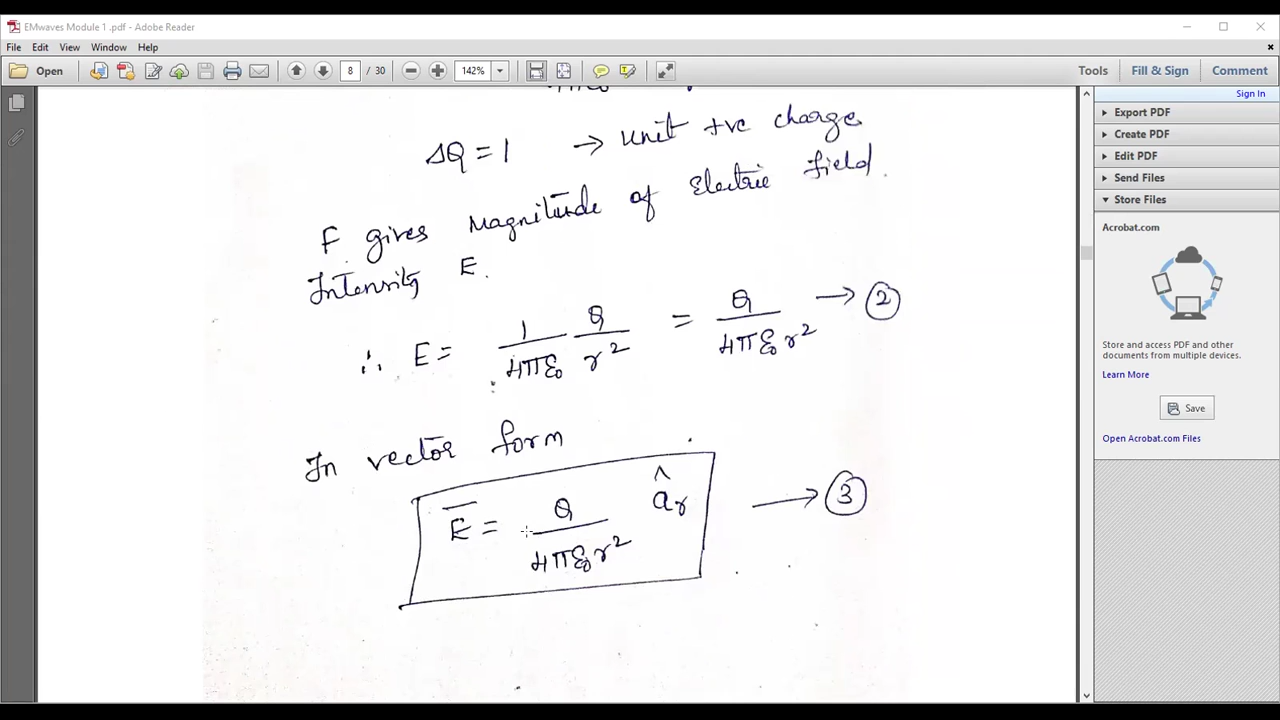 EMwaves Module 1 .pdf - Adobe Reader
File Edit View Window Help
Open 8 / 30 142% Tools Fill & Sign Comment
Sign In
Export PDF
Create PDF
Edit PDF
Send Files
Store Files
Acrobat.com
Store and access PDF and other
documents from multiple devices.
Learn More
Save
Open Acrobat.com Files
ΔQ = 1 → unit +ve charge
F gives Magnitude of Electric field
Intensity E.
∴ E = 1/4πε₀ Q/r² = Q/4πε₀r² → ②
In vector form
E̅ = Q/4πε₀r² âr → ③